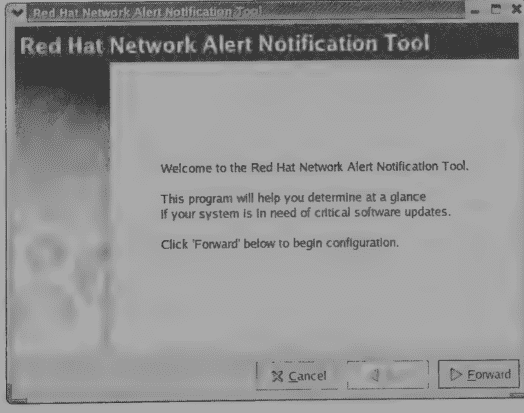 Red Hat Network Alert Notification Tool
Red Hat Network Alert Notification Tool
Welcome to the Red Hat Network Alert Notification Tool.
This program will help you determine at a glance
if your system is in need of critical software updates.
Click 'Forward' below to begin configuration.
Cancel
Forward